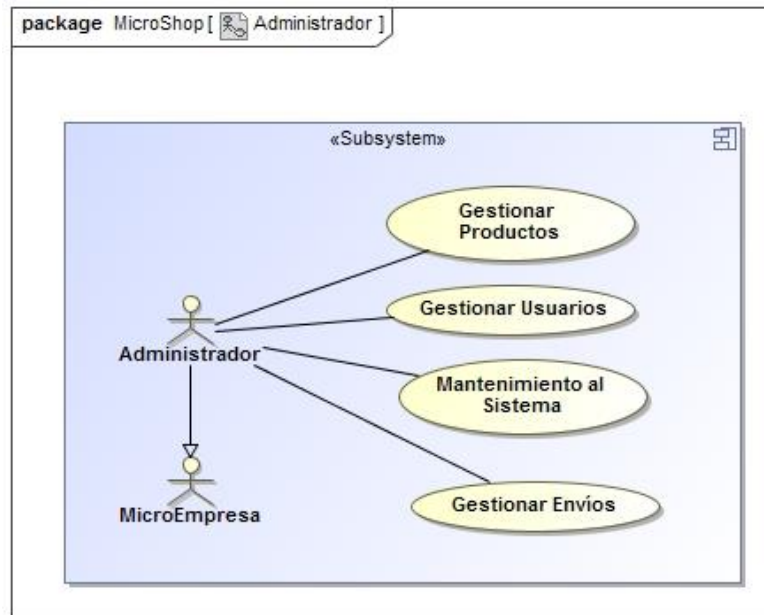 package MicroShop [ Administrador ]
«Subsystem»
Gestionar
Productos
Gestionar Usuarios
Administrador
Mantenimiento al
Sistema
MicroEmpresa
Gestionar Envíos